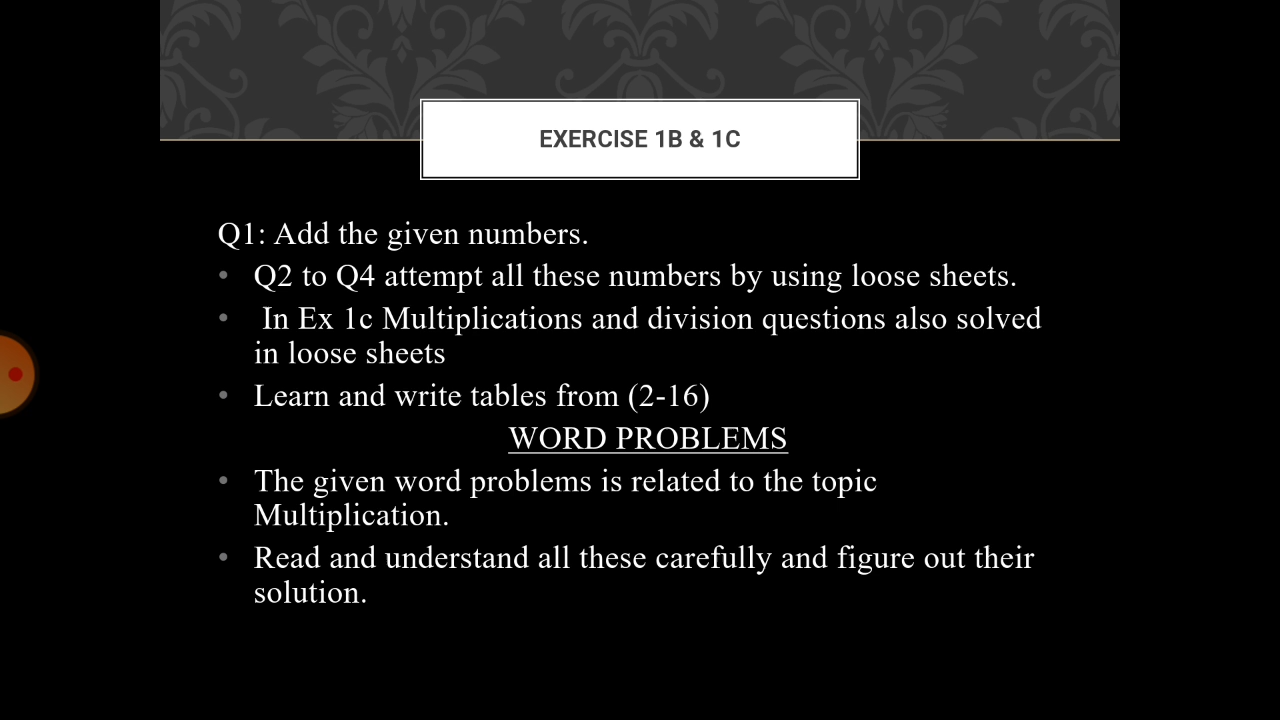 EXERCISE 1B & 1C
Q1: Add the given numbers.
• Q2 to Q4 attempt all these numbers by using loose sheets.
• In Ex 1c Multiplications and division questions also solved
in loose sheets
• Learn and write tables from (2-16)
WORD PROBLEMS
• The given word problems is related to the topic
Multiplication.
• Read and understand all these carefully and figure out their
solution.